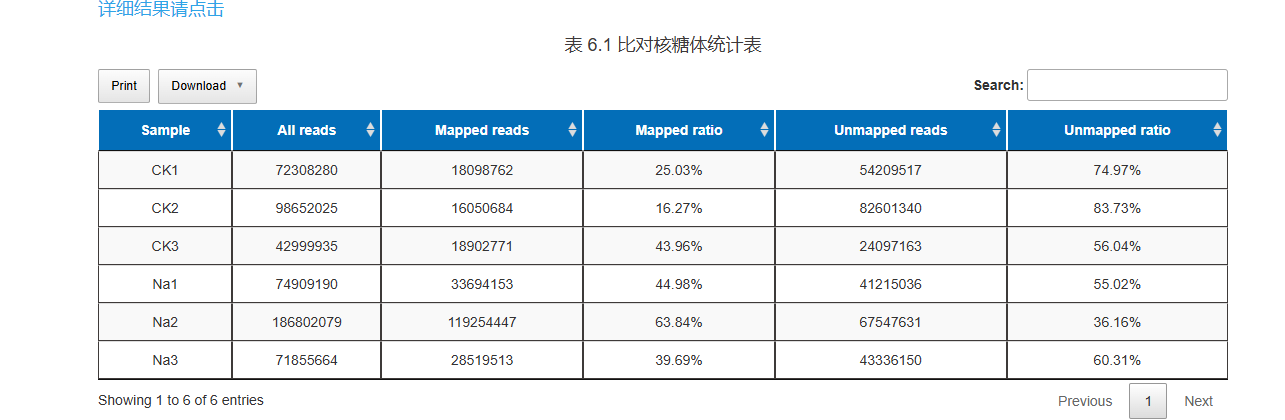 详细结果请点击
表 6.1 比对核糖体统计表
Print Download Search:
Sample All reads Mapped reads Mapped ratio Unmapped reads Unmapped ratio
CK1 72308280 18098762 25.03% 54209517 74.97%
CK2 98652025 16050684 16.27% 82601340 83.73%
CK3 42999935 18902771 43.96% 24097163 56.04%
Na1 74909190 33694153 44.98% 41215036 55.02%
Na2 186802079 119254447 63.84% 67547631 36.16%
Na3 71855664 28519513 39.69% 43336150 60.31%
Showing 1 to 6 of 6 entries Previous 1 Next